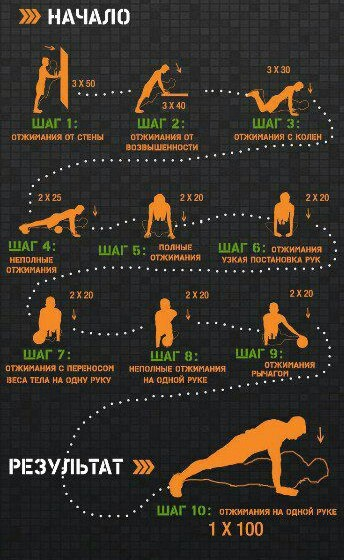 НАЧАЛО
3 X 50
3 X 40
3 X 30
ШАГ 1:
ОТЖИМАНИЯ ОТ СТЕНЫ
ШАГ 2:
ОТЖИМАНИЯ ОТ
ВОЗВЫШЕННОСТИ
ШАГ 3:
ОТЖИМАНИЯ С КОЛЕН
2 X 25
2 X 20
2 X 20
ШАГ 4:
НЕПОЛНЫЕ
ОТЖИМАНИЯ
ШАГ 5:
ПОЛНЫЕ
ОТЖИМАНИЯ
ШАГ 6: ОТЖИМАНИЯ
УЗКАЯ ПОСТАНОВКА РУК
2 X 20
2 X 20
2 X 20
ШАГ 7:
ОТЖИМАНИЯ С ПЕРЕНОСОМ
ВЕСА ТЕЛА НА ОДНУ РУКУ
ШАГ 8:
НЕПОЛНЫЕ ОТЖИМАНИЯ
НА ОДНОЙ РУКЕ
ШАГ 9:
ОТЖИМАНИЯ
РЫЧАГОМ
РЕЗУЛЬТАТ
ШАГ 10: ОТЖИМАНИЯ НА ОДНОЙ РУКЕ
1 X 100